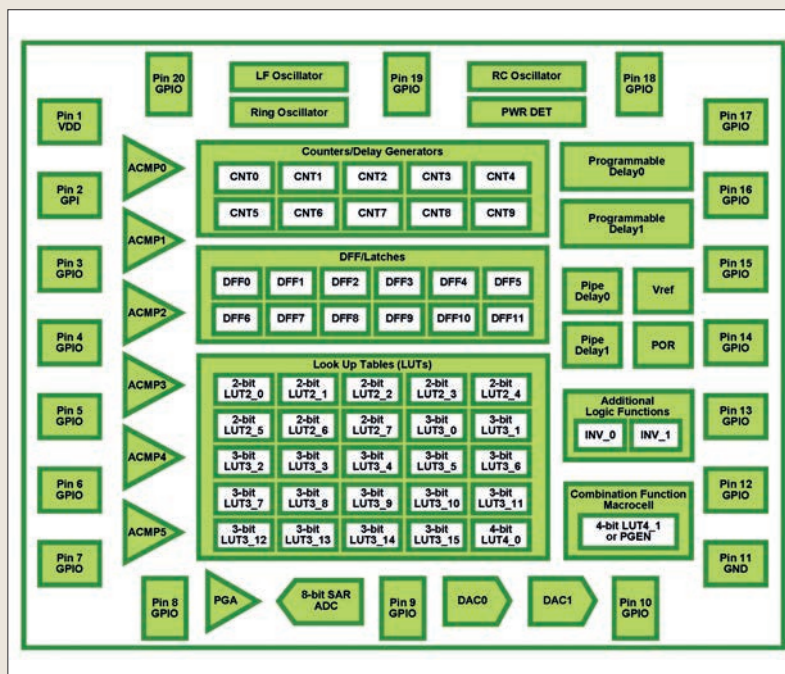 Pin 20
GPIO
LF Oscillator
Ring Oscillator
Pin 19
GPIO
RC Oscillator
PWR DET
Pin 18
GPIO
Pin 1
VDD
Pin 2
GPI
Pin 3
GPIO
Pin 4
GPIO
Pin 5
GPIO
Pin 6
GPIO
Pin 7
GPIO
ACMP0
ACMP1
ACMP2
ACMP3
ACMP4
ACMP5
Counters/Delay Generators
CNT0 CNT1 CNT2 CNT3 CNT4
CNT5 CNT6 CNT7 CNT8 CNT9
DFF/Latches
DFF0 DFF1 DFF2 DFF3 DFF4 DFF5
DFF6 DFF7 DFF8 DFF9 DFF10 DFF11
Look Up Tables (LUTs)
2-bit 2-bit 2-bit 2-bit 2-bit
LUT2_0 LUT2_1 LUT2_2 LUT2_3 LUT2_4
2-bit 2-bit 2-bit 3-bit 3-bit
LUT2_5 LUT2_6 LUT2_7 LUT3_0 LUT3_1
3-bit 3-bit 3-bit 3-bit 3-bit
LUT3_2 LUT3_3 LUT3_4 LUT3_5 LUT3_6
3-bit 3-bit 3-bit 3-bit 3-bit
LUT3_7 LUT3_8 LUT3_9 LUT3_10 LUT3_11
3-bit 3-bit 3-bit 3-bit 4-bit
LUT3_12 LUT3_13 LUT3_14 LUT3_15 LUT4_0
Programmable
Delay0
Programmable
Delay1
Pipe
Delay0
Vref
Pipe
Delay1
POR
Additional
Logic Functions
INV_0 INV_1
Combination Function
Macrocell
4-bit LUT4_1
or PGEN
Pin 17
GPIO
Pin 16
GPIO
Pin 15
GPIO
Pin 14
GPIO
Pin 13
GPIO
Pin 12
GPIO
Pin 11
GND
Pin 8
GPIO
PGA
8-bit SAR
ADC
Pin 9
GPIO
DAC0
DAC1
Pin 10
GPIO